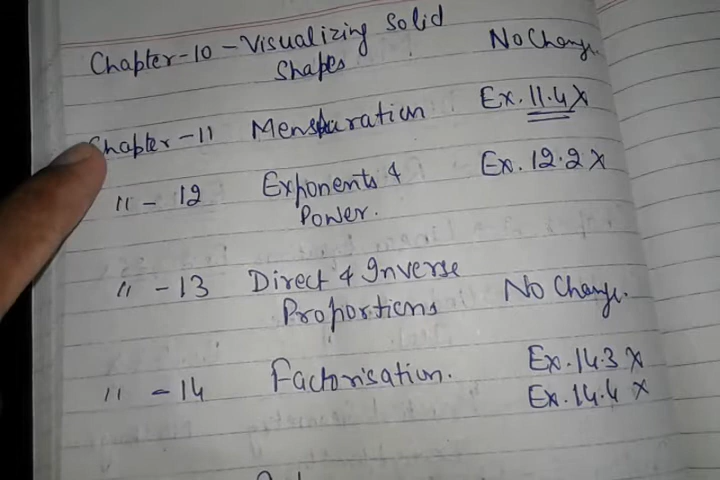 Chapter-10 - Visualizing Solid Shapes No Change.
Chapter -11 Mensuration Ex. 11.4 X
" - 12 Exponents & Power. Ex. 12.2 X
" - 13 Direct & Inverse Proportions No Change.
" - 14 Factorisation. Ex. 14.3 X
Ex. 14.4 X